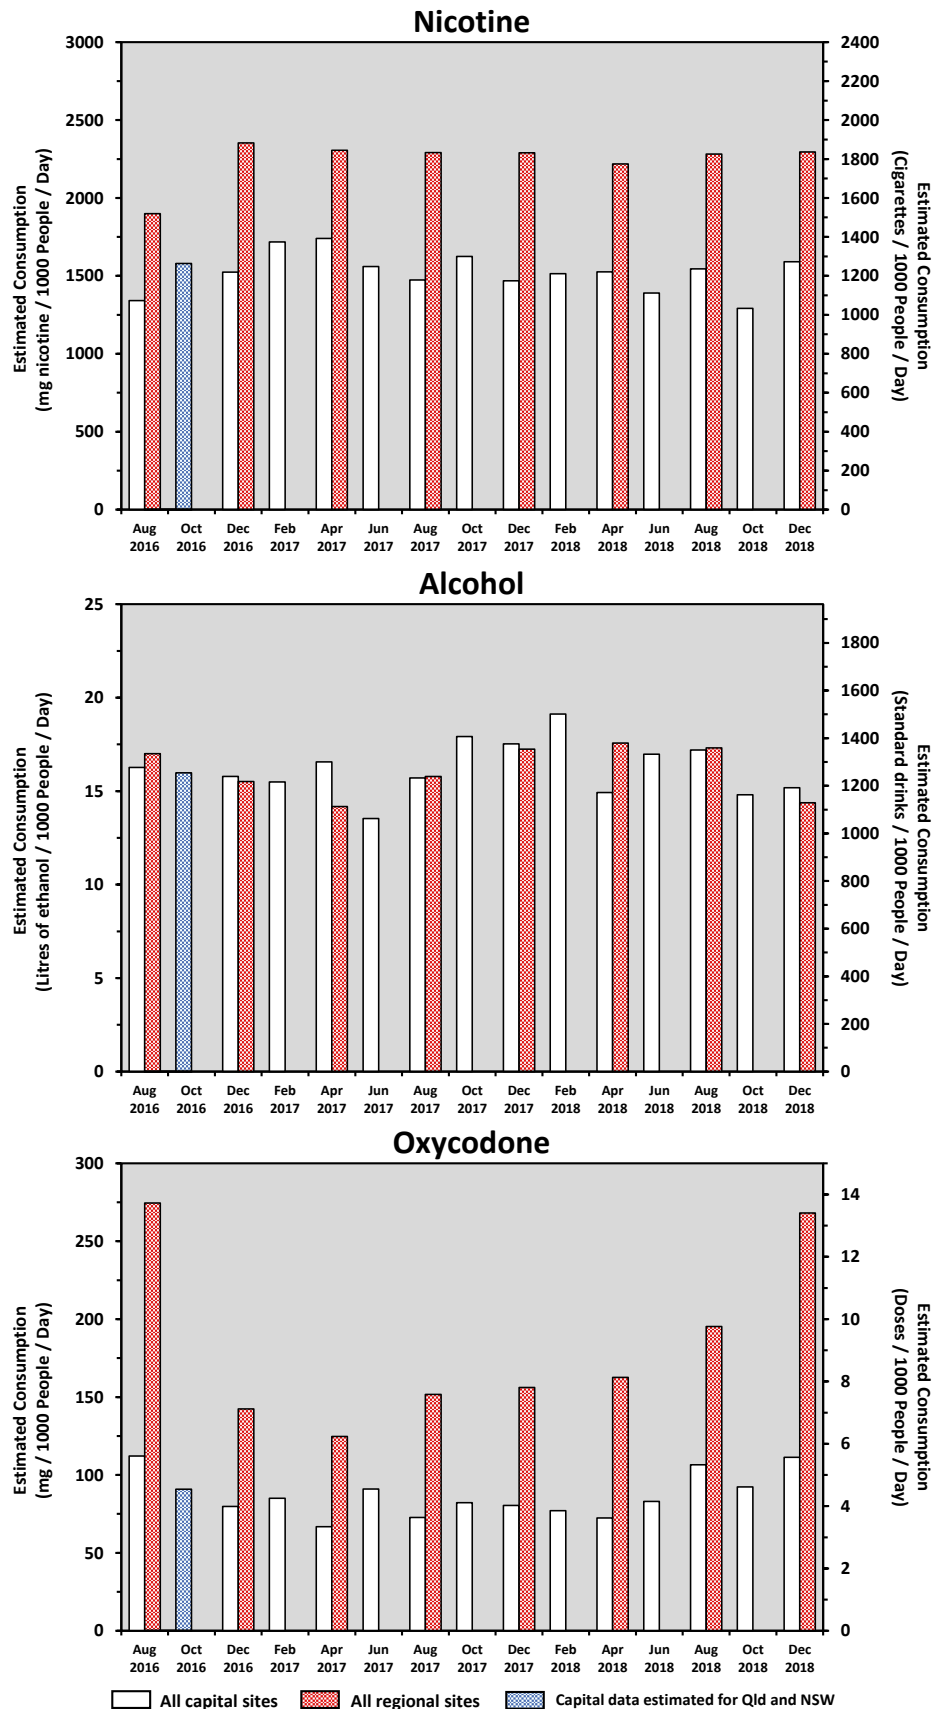 Nicotine
3000
2500
2000
1500
1000
500
0
Estimated Consumption
(mg nicotine / 1000 People / Day)
2400
2200
2000
1800
1600
1400
1200
1000
800
600
400
200
0
Estimated Consumption
(Cigarettes / 1000 People / Day)
Aug Oct Dec Feb Apr Jun Aug Oct Dec Feb Apr Jun Aug Oct Dec
2016 2016 2016 2017 2017 2017 2017 2017 2017 2018 2018 2018 2018 2018 2018
Alcohol
25
20
15
10
5
0
Estimated Consumption
(Litres of ethanol / 1000 People / Day)
1800
1600
1400
1200
1000
800
600
400
200
0
Estimated Consumption
(Standard drinks / 1000 People / Day)
Aug Oct Dec Feb Apr Jun Aug Oct Dec Feb Apr Jun Aug Oct Dec
2016 2016 2016 2017 2017 2017 2017 2017 2017 2018 2018 2018 2018 2018 2018
Oxycodone
300
250
200
150
100
50
0
Estimated Consumption
(mg / 1000 People / Day)
14
12
10
8
6
4
2
0
Estimated Consumption
(Doses / 1000 People / Day)
Aug Oct Dec Feb Apr Jun Aug Oct Dec Feb Apr Jun Aug Oct Dec
2016 2016 2016 2017 2017 2017 2017 2017 2017 2018 2018 2018 2018 2018 2018
All capital sites All regional sites Capital data estimated for Qld and NSW